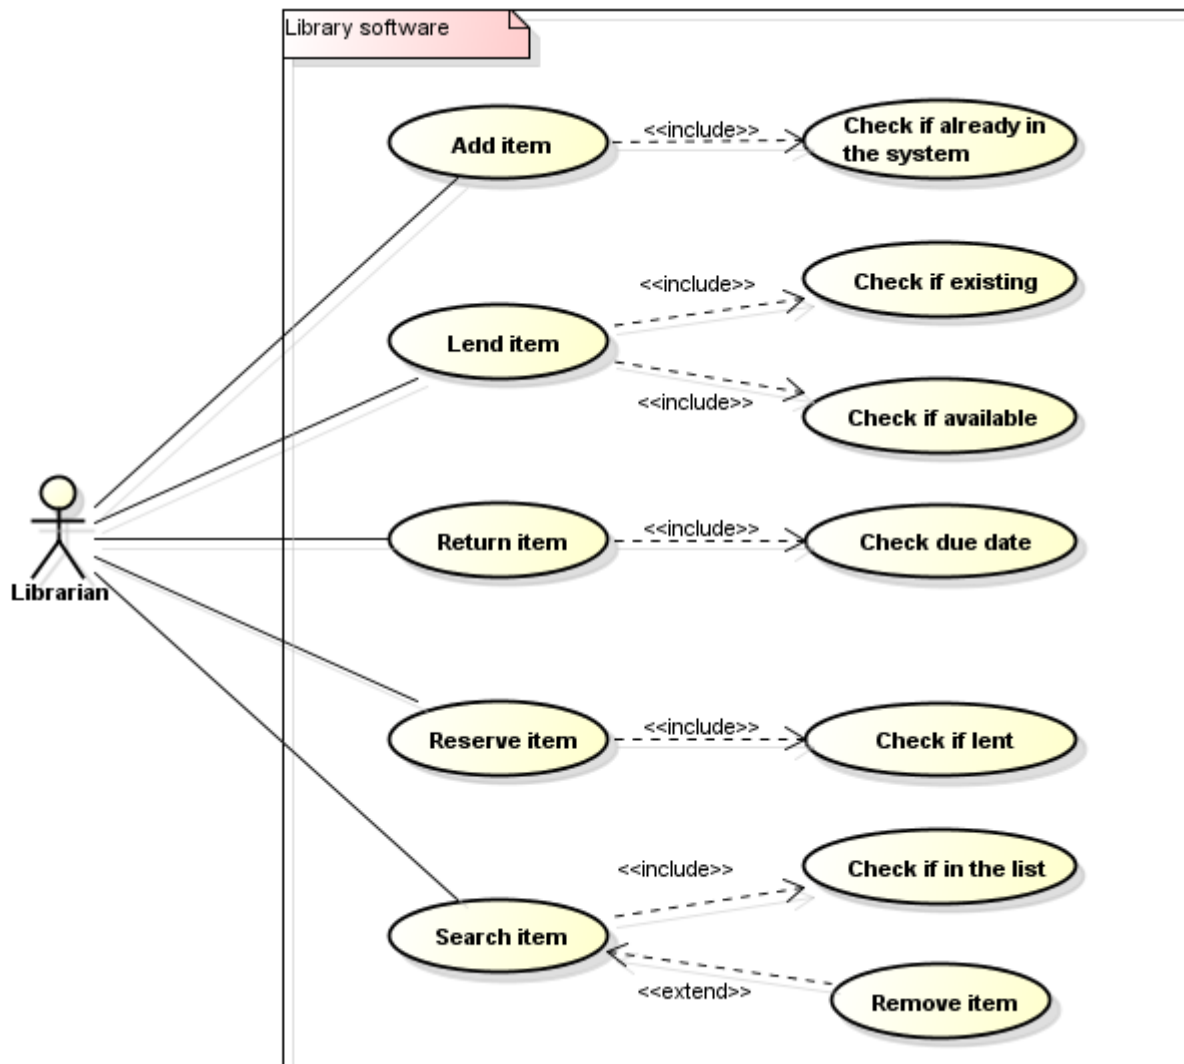 Library software
Add item
<<include>>
Check if already in
the system
<<include>>
Check if existing
Lend item
<<include>>
Check if available
Librarian
Return item
<<include>>
Check due date
Reserve item
<<include>>
Check if lent
<<include>>
Check if in the list
Search item
<<extend>>
Remove item